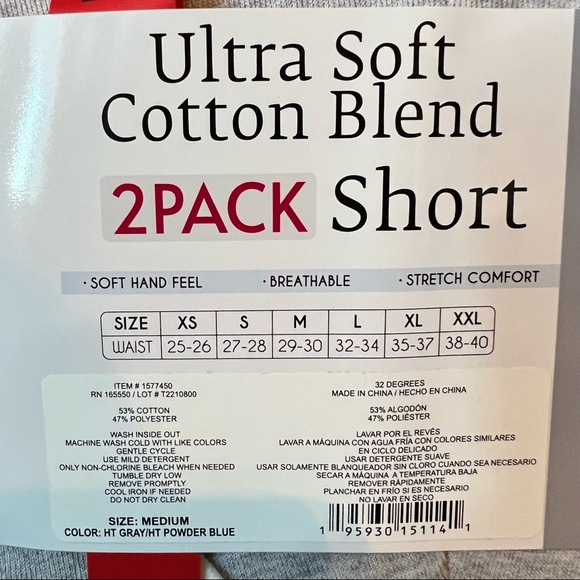 Ultra Soft
Cotton Blend
2PACK Short
· SOFT HAND FEEL · BREATHABLE · STRETCH COMFORT
SIZE XS S M L XL XXL
WAIST 25-26 27-28 29-30 32-34 35-37 38-40
ITEM # 1577450
RN 165550 / LOT # T2210800
53% COTTON
47% POLYESTER
WASH INSIDE OUT
MACHINE WASH COLD WITH LIKE COLORS
GENTLE CYCLE
USE MILD DETERGENT
ONLY NON-CHLORINE BLEACH WHEN NEEDED
TUMBLE DRY LOW
REMOVE PROMPTLY
COOL IRON IF NEEDED
DO NOT DRY CLEAN
SIZE: MEDIUM
COLOR: HT GRAY/HT POWDER BLUE
32 DEGREES
MADE IN CHINA / HECHO EN CHINA
53% ALGODÓN
47% POLIÉSTER
LAVAR POR EL REVÉS
LAVAR A MÁQUINA CON AGUA FRÍA CON COLORES SIMILARES
EN CICLO DELICADO
USAR DETERGENTE SUAVE
USAR SOLAMENTE BLANQUEADOR SIN CLORO CUANDO SEA NECESARIO
SECAR A MÁQUINA A TEMPERATURA BAJA
REMOVER RÁPIDAMENTE
PLANCHAR EN FRÍO SI ES NECESARIO
NO LAVAR EN SECO
1 95930 15114 1